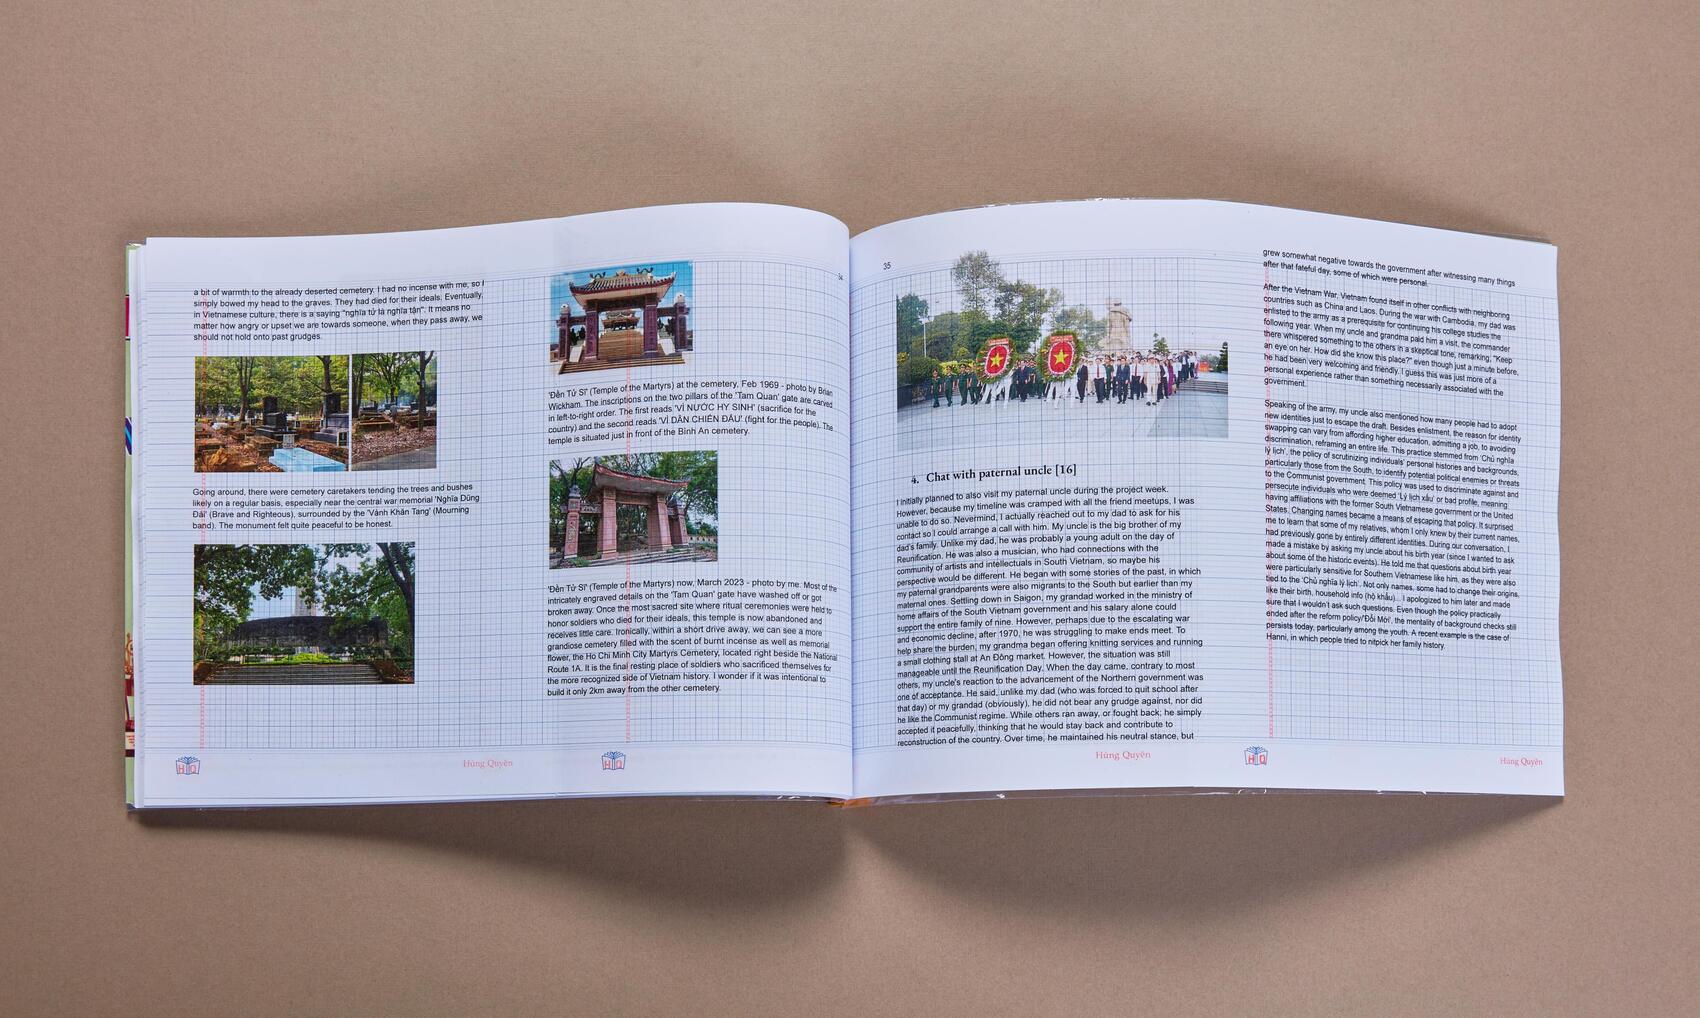 a bit of warmth to the already deserted cemetery. I had no incense with me, so I
simply bowed my head to the graves. They had died for their ideals. Eventually,
in Vietnamese culture, there is a saying "nghĩa tử là nghĩa tận". It means no
matter how angry or upset we are towards someone, when they pass away, we
should not hold onto past grudges.
Going around, there were cemetery caretakers tending the trees and bushes
likely on a regular basis, especially near the central war memorial 'Nghĩa Dũng
Đài' (Brave and Righteous), surrounded by the 'Vành Khăn Tang' (Mourning
band). The monument felt quite peaceful to be honest.
HQ
Hùng Quyên
34
'Đền Tử Sĩ' (Temple of the Martyrs) at the cemetery, Feb 1969 - photo by Brian
Wickham. The inscriptions on the two pillars of the 'Tam Quan' gate are carved
in left-to-right order. The first reads 'VÌ NƯỚC HY SINH' (sacrifice for the
country) and the second reads 'VÌ DÂN CHIẾN ĐẤU' (fight for the people). The
temple is situated just in front of the Bình An cemetery.
'Đền Tử Sĩ' (Temple of the Martyrs) now, March 2023 - photo by me. Most of the
intricately engraved details on the 'Tam Quan' gate have washed off or got
broken away. Once the most sacred site where ritual ceremonies were held to
honor soldiers who died for their ideals, this temple is now abandoned and
receives little care. Ironically, within a short drive away, we can see a more
grandiose cemetery filled with the scent of burnt incense as well as memorial
flower, the Ho Chi Minh City Martyrs Cemetery, located right beside the National
Route 1A. It is the final resting place of soldiers who sacrificed themselves for
the more recognized side of Vietnam history. I wonder if it was intentional to
build it only 2km away from the other cemetery.
HQ
35
4. Chat with paternal uncle [16]
I initially planned to also visit my paternal uncle during the project week.
However, because my timeline was cramped with all the friend meetups, I was
unable to do so. Nevermind, I actually reached out to my dad to ask for his
contact so I could arrange a call with him. My uncle is the big brother of my
dad's family. Unlike my dad, he was probably a young adult on the day of
Reunification. He was also a musician, who had connections with the
community of artists and intellectuals in South Vietnam, so maybe his
perspective would be different. He began with some stories of the past, in which
my paternal grandparents were also migrants to the South but earlier than my
maternal ones. Settling down in Saigon, my grandad worked in the ministry of
home affairs of the South Vietnam government and his salary alone could
support the entire family of nine. However, perhaps due to the escalating war
and economic decline, after 1970, he was struggling to make ends meet. To
help share the burden, my grandma began offering knitting services and running
a small clothing stall at An Đông market. However, the situation was still
manageable until the Reunification Day. When the day came, contrary to most
others, my uncle's reaction to the advancement of the Northern government was
one of acceptance. He said, unlike my dad (who was forced to quit school after
that day) or my grandad (obviously), he did not bear any grudge against, nor did
he like the Communist regime. While others ran away, or fought back; he simply
accepted it peacefully, thinking that he would stay back and contribute to
reconstruction of the country. Over time, he maintained his neutral stance, but
Hùng Quyên
grew somewhat negative towards the government after witnessing many things
after that fateful day, some of which were personal.
After the Vietnam War, Vietnam found itself in other conflicts with neighboring
countries such as China and Laos. During the war with Cambodia, my dad was
enlisted to the army as a prerequisite for continuing his college studies the
following year. When my uncle and grandma paid him a visit, the commander
there whispered something to the others in a skeptical tone, remarking, "Keep
an eye on her. How did she know this place?" even though just a minute before,
he had been very welcoming and friendly. I guess this was just more of a
personal experience rather than something necessarily associated with the
government.
Speaking of the army, my uncle also mentioned how many people had to adopt
new identities just to escape the draft. Besides enlistment, the reason for identity
swapping can vary from affording higher education, admitting a job, to avoiding
discrimination, reframing an entire life. This practice stemmed from 'Chủ nghĩa
lý lịch', the policy of scrutinizing individuals' personal histories and backgrounds,
particularly those from the South, to identify potential political enemies or threats
to the Communist government. This policy was used to discriminate against and
persecute individuals who were deemed 'Lý lịch xấu' or bad profile, meaning
having affiliations with the former South Vietnamese government or the United
States. Changing names became a means of escaping that policy. It surprised
me to learn that some of my relatives, whom I only knew by their current names,
had previously gone by entirely different identities. During our conversation, I
made a mistake by asking my uncle about his birth year (since I wanted to ask
about some of the historic events). He told me that questions about birth year
were particularly sensitive for Southern Vietnamese like him, as they were also
tied to the 'Chủ nghĩa lý lịch'. Not only names, some had to change their origins,
like their birth, household info (hộ khẩu)... I apologized to him later and made
sure that I wouldn't ask such questions. Even though the policy practically
ended after the reform policy/'Đổi Mới', the mentality of background checks still
persists today, particularly among the youth. A recent example is the case of
Hanni, in which people tried to nitpick her family history.
HQ
Hùng Quyên